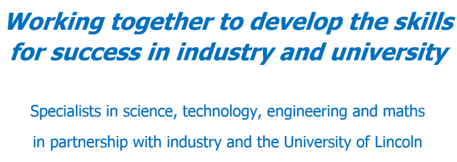 Working together to develop the skills
for success in industry and university
Specialists in science, technology, engineering and maths
in partnership with industry and the University of Lincoln